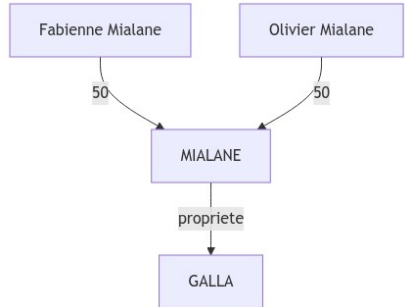 Fabienne Mialane
Olivier Mialane
50
50
MIALANE
propriete
GALLA